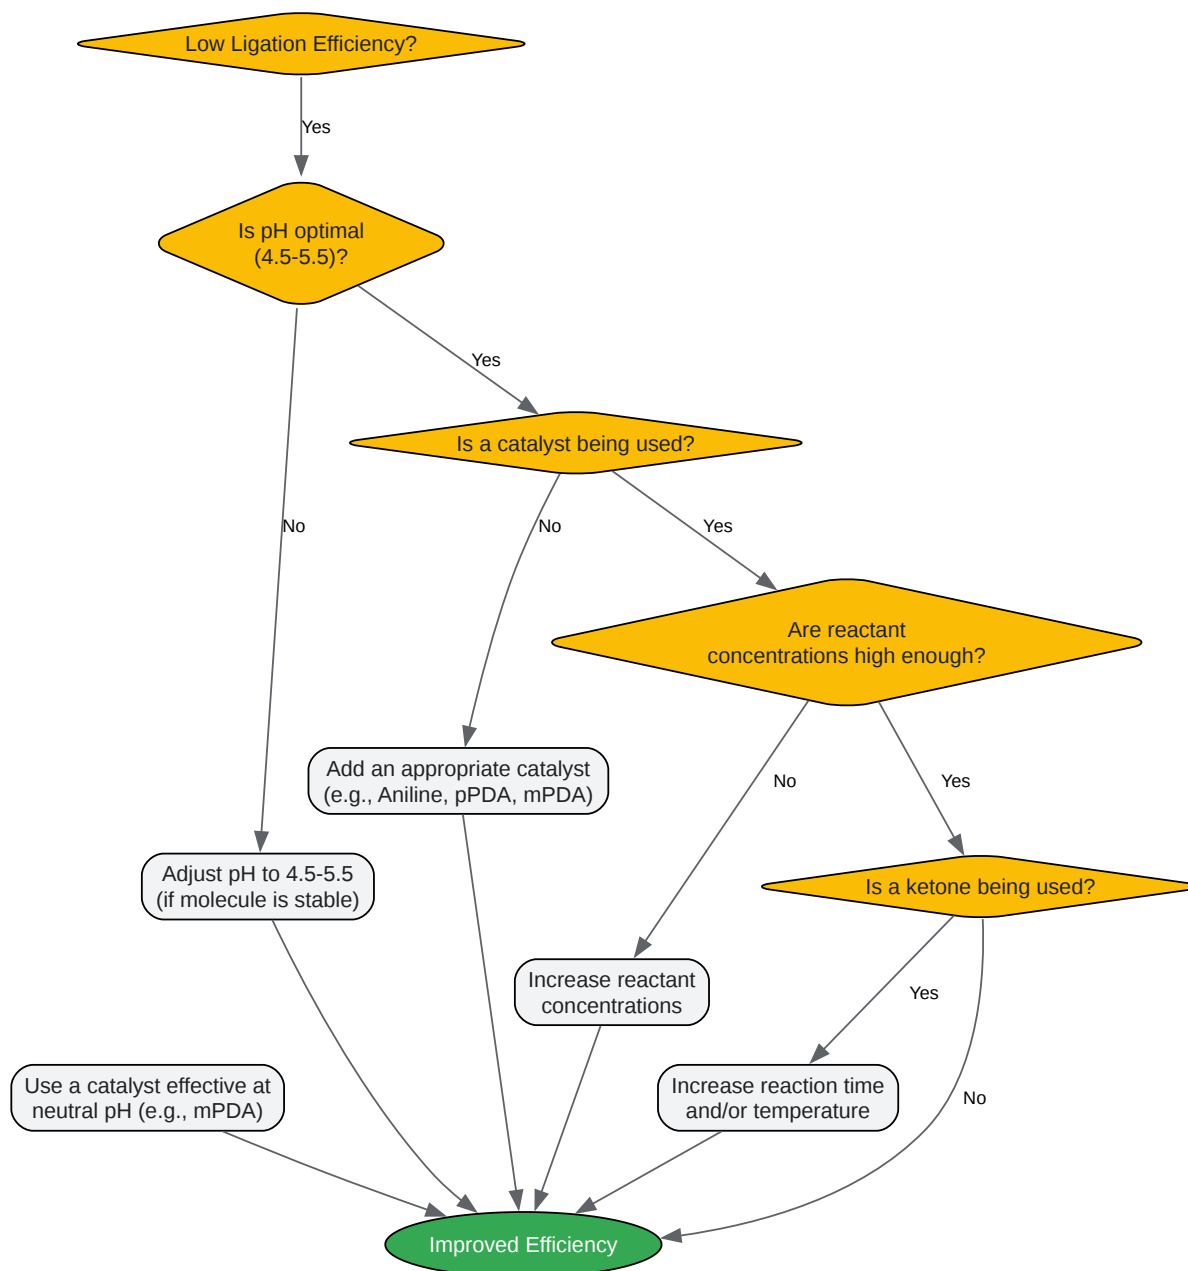 Low Ligation Efficiency?
Yes
Is pH optimal
(4.5-5.5)?
Yes
Is a catalyst being used?
No
No
Yes
Are reactant
concentrations high enough?
Add an appropriate catalyst
(e.g., Aniline, pPDA, mPDA)
No
Yes
Adjust pH to 4.5-5.5
(if molecule is stable)
Is a ketone being used?
Increase reactant
concentrations
Yes
Use a catalyst effective at
neutral pH (e.g., mPDA)
Increase reaction time
and/or temperature
No
Improved Efficiency